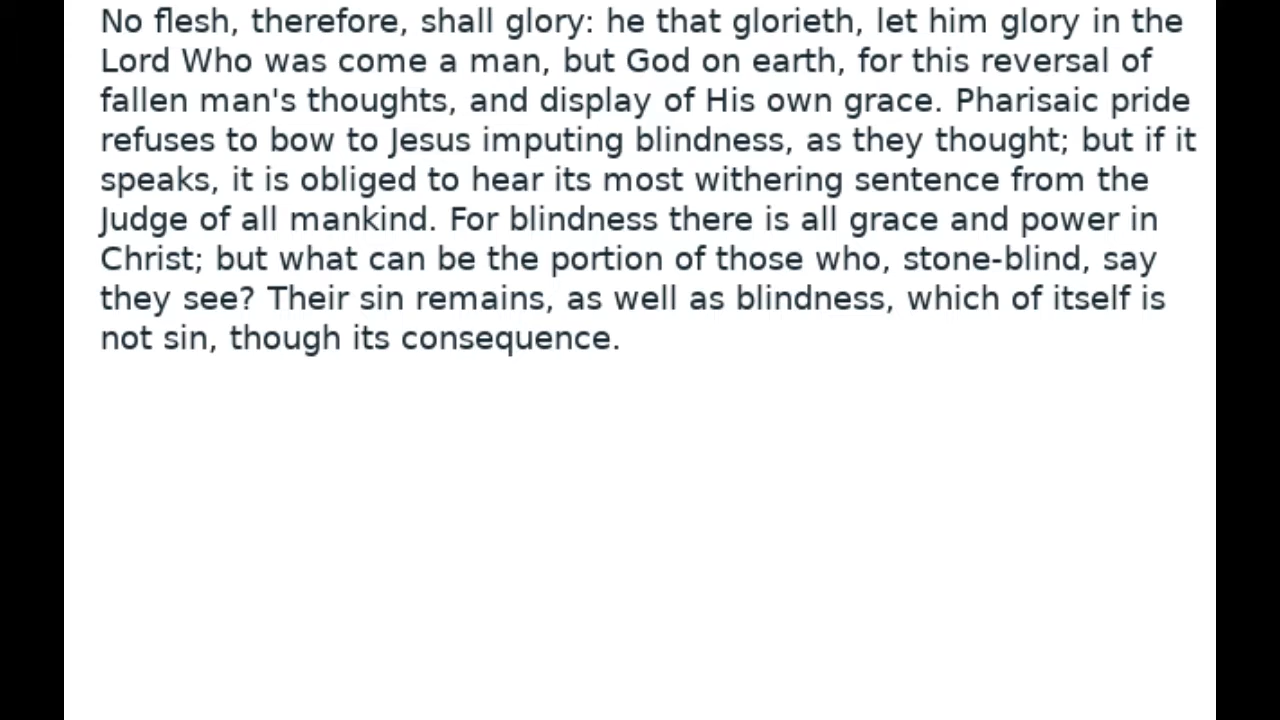 No flesh, therefore, shall glory: he that glorieth, let him glory in the
Lord Who was come a man, but God on earth, for this reversal of
fallen man's thoughts, and display of His own grace. Pharisaic pride
refuses to bow to Jesus imputing blindness, as they thought; but if it
speaks, it is obliged to hear its most withering sentence from the
Judge of all mankind. For blindness there is all grace and power in
Christ; but what can be the portion of those who, stone-blind, say
they see? Their sin remains, as well as blindness, which of itself is
not sin, though its consequence.